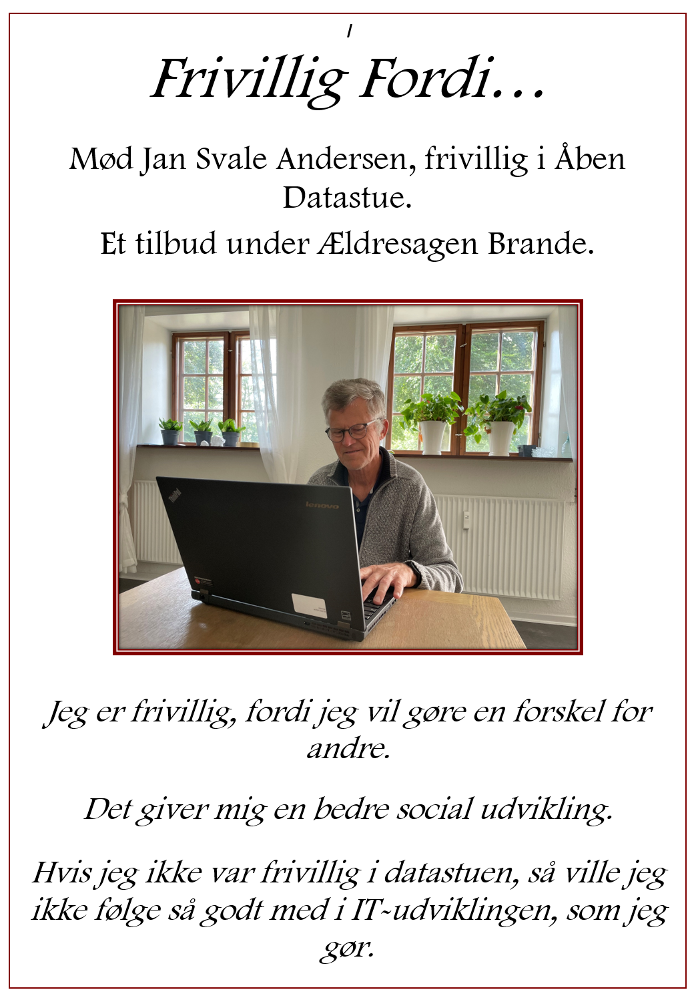 I
Frivillig Fordi...
Mød Jan Svale Andersen, frivillig i Åben
Datastue.
Et tilbud under Ældresagen Brande.
ThinkPad
lenovo
Jeg er frivillig, fordi jeg vil gøre en forskel for
andre.
Det giver mig en bedre social udvikling.
Hvis jeg ikke var frivillig i datastuen, så ville jeg
ikke følge så godt med i IT-udviklingen, som jeg
gør.